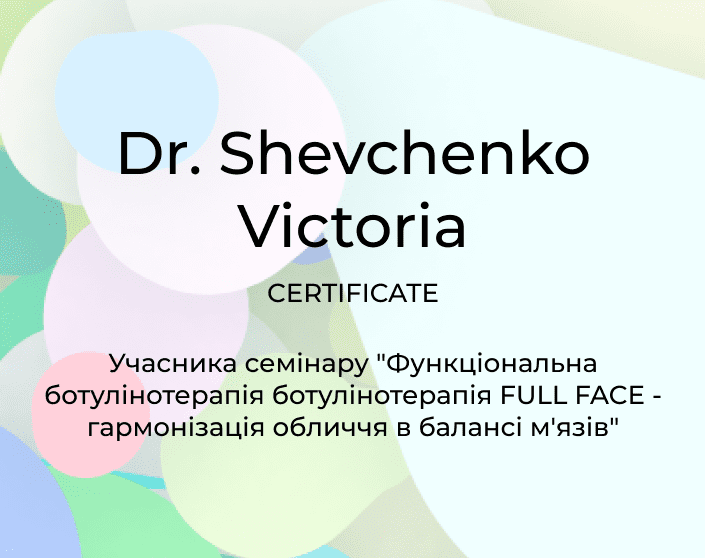 Dr. Shevchenko
Victoria
CERTIFICATE
Учасника семінару "Функціональна
ботулінотерапія ботулінотерапія FULL FACE -
гармонізація обличчя в балансі м'язів"